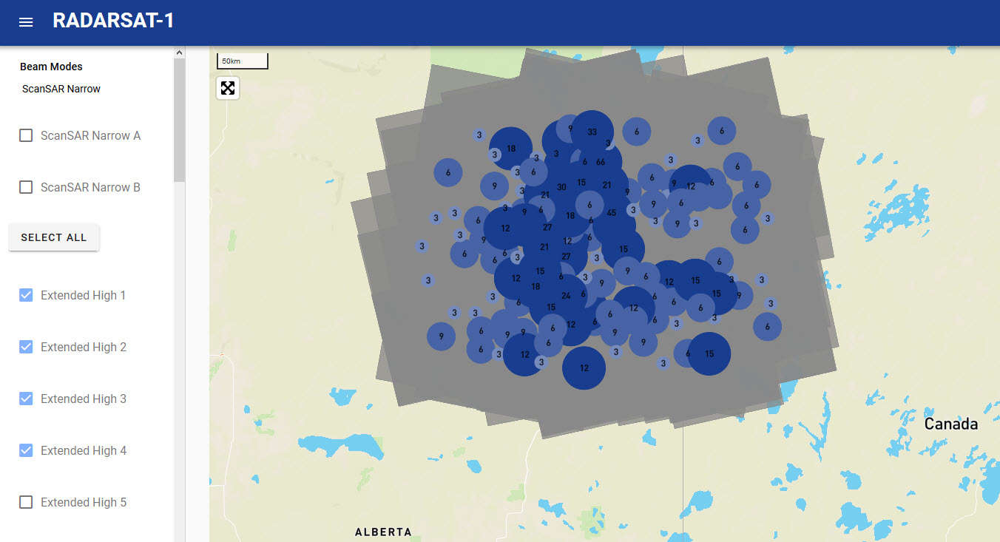 RADARSAT-1
Beam Modes
ScanSAR Narrow
ScanSAR Narrow A
ScanSAR Narrow B
SELECT ALL
Extended High 1
Extended High 2
Extended High 3
Extended High 4
Extended High 5
50km
9 33
3 6 3 6
18 3
3 3 3 6 66
6 3 6 6
9 3 30 15 21 9 6 9 12 6 6
21
3 9 6 18 6 6 45 3 9 6 6
3 3 6 12 27 3 9 3 6 3
3 9 21 12 6 15
3 6 6 6 3 27 3 6
3 12 15 6 3 9 9 6 12 15 3 3
18
3 6 15 24 6 12 6 6 6 15 9 3
3 3 6 3
6 9 9 6 12 6 9 6 3 6
9 6 3 12 6 3 9 6 15
3 12 3
Canada
ALBERTA